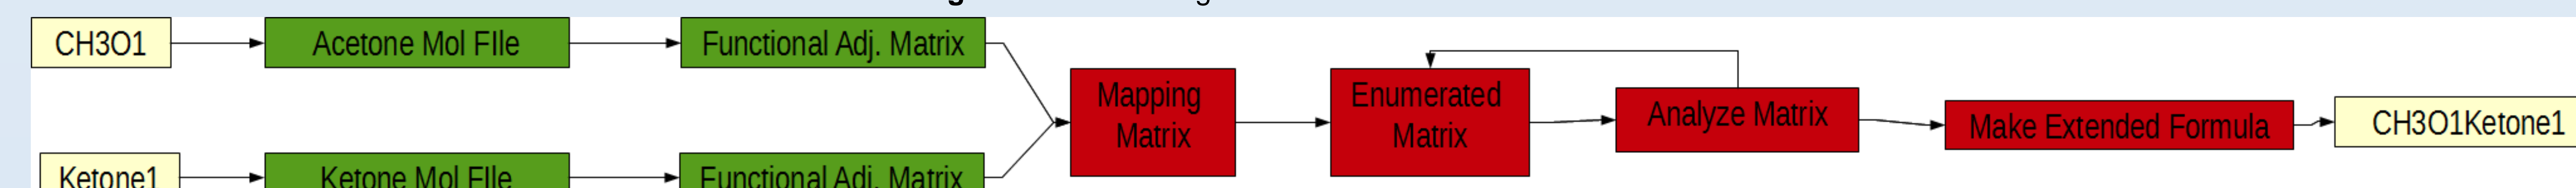 CH3O1
Acetone Mol FIle
Functional Adj. Matrix
Mapping
Matrix
Enumerated
Matrix
Analyze Matrix
Make Extended Formula
CH3O1Ketone1
Ketone1
Ketone Mol FIle
Functional Adj. Matrix